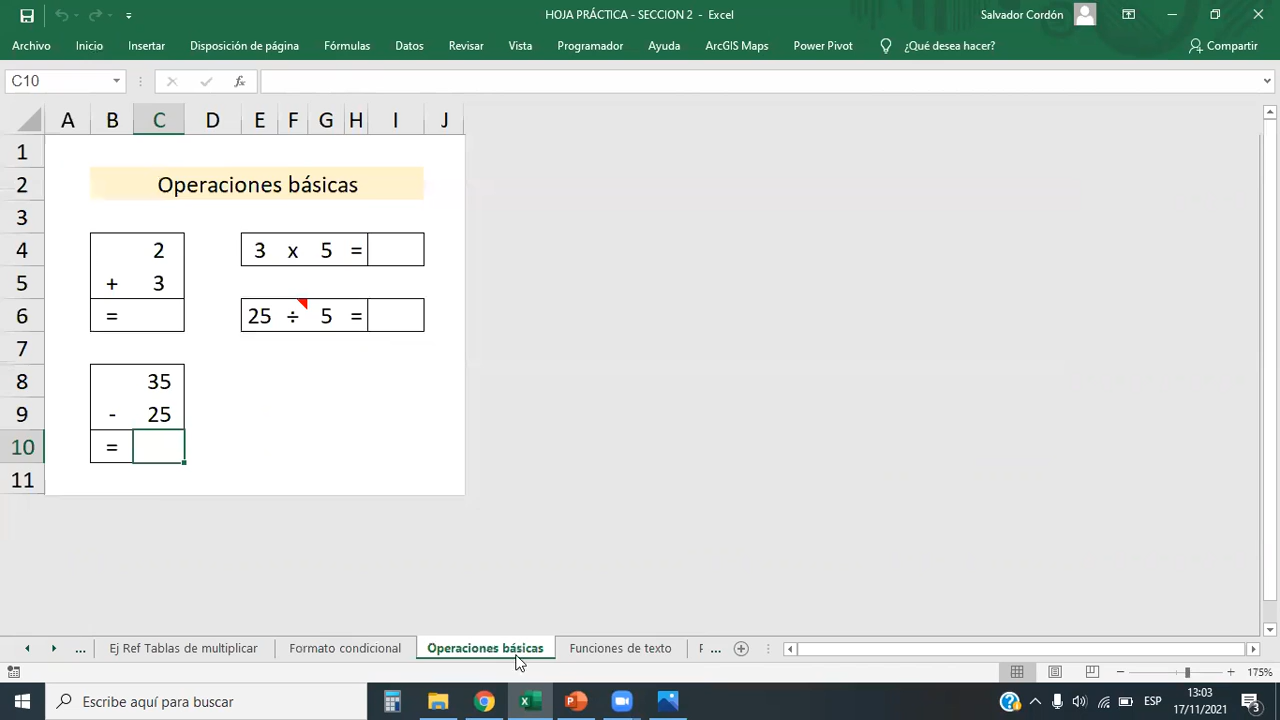 HOJA PRÁCTICA - SECCION 2 - Excel
Salvador Cordón
Archivo Inicio Insertar Disposición de página Fórmulas Datos Revisar Vista Programador Ayuda ArcGIS Maps Power Pivot ¿Qué desea hacer? Compartir
C10 fx
A B C D E F G H I J
1
2 Operaciones básicas
3
4 2 3 x 5 =
5 + 3
6 = 25 ÷ 5 =
7
8 35
9 - 25
10 =
11
... Ej Ref Tablas de multiplicar Formato condicional Operaciones básicas Funciones de texto ...
175%
Escribe aquí para buscar
ESP
13:03
17/11/2021
3